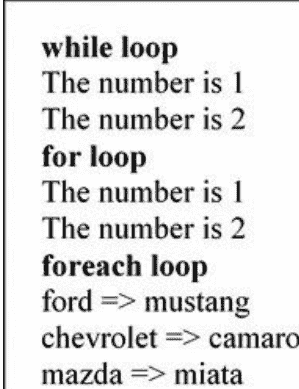 while loop
The number is 1
The number is 2
for loop
The number is 1
The number is 2
foreach loop
ford => mustang
chevrolet => camaro
mazda => miata